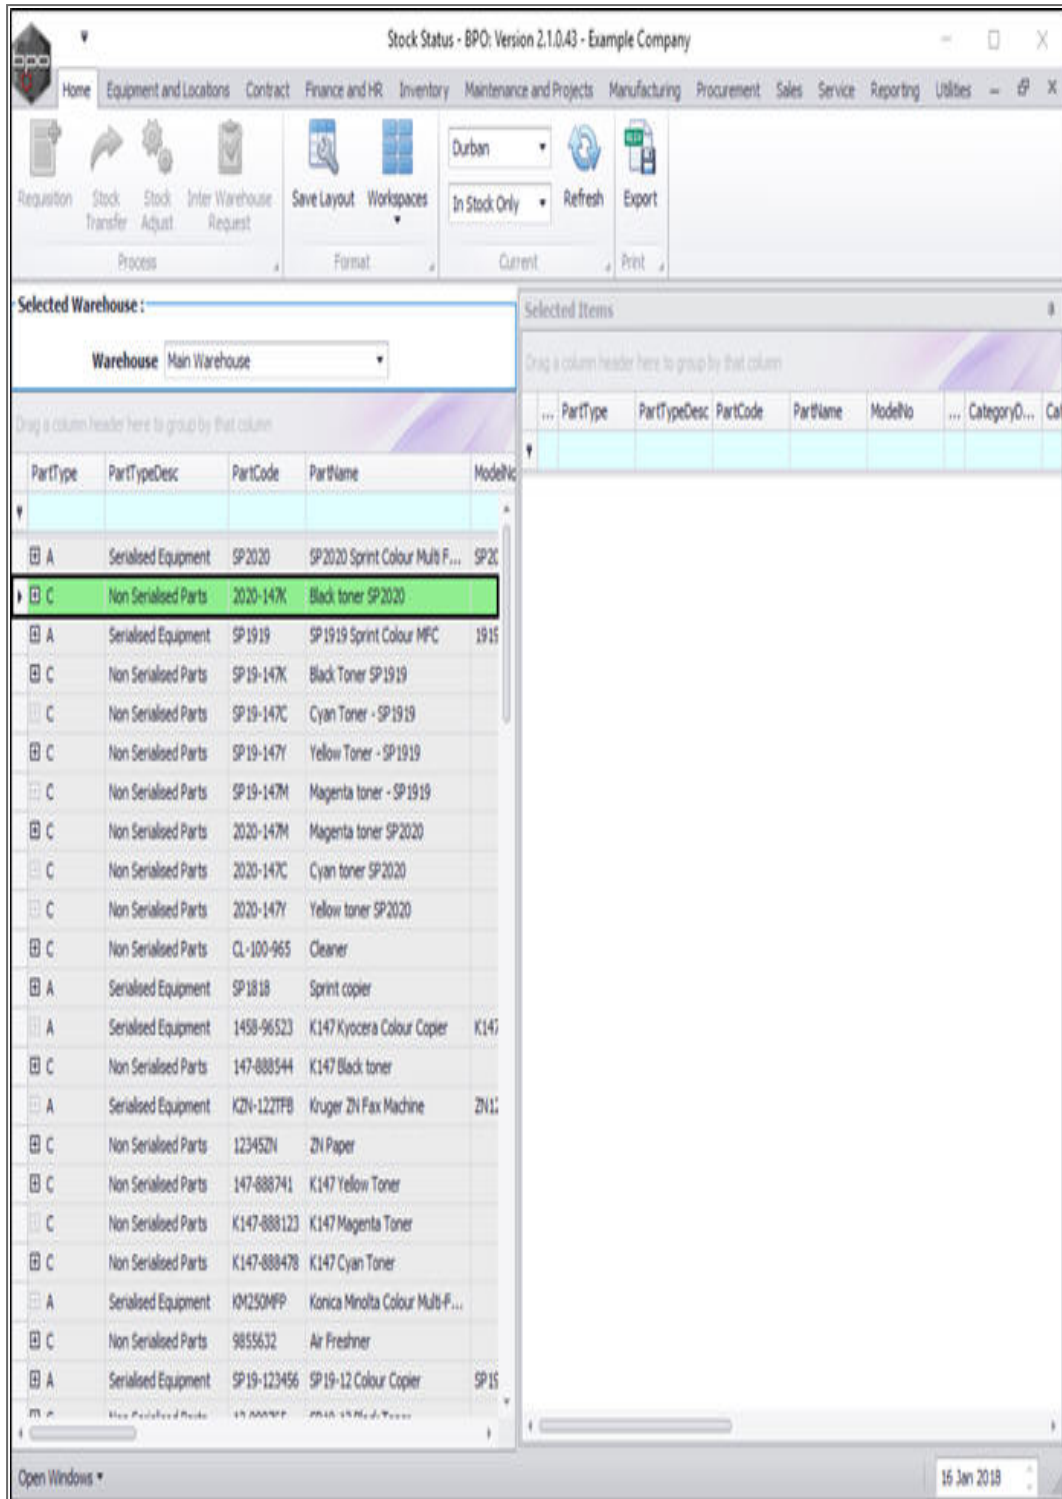 Stock Status - BPO: Version 2.1.0.43 - Example Company
bpo
Home Equipment and Locations Contract Finance and HR Inventory Maintenance and Projects Manufacturing Procurement Sales Service Reporting Utilities
Requisition Stock Transfer Stock Adjust Inter Warehouse Request Save Layout Workspaces Durban In Stock Only Refresh Export
Process Format Current Print
Selected Warehouse :
Warehouse Main Warehouse
Drag a column header here to group by that column
PartType PartTypeDesc PartCode PartName ModelNo
A Serialised Equipment SP2020 SP2020 Sprint Colour Multi F... SP20
C Non Serialised Parts 2020-147K Black toner SP2020
A Serialised Equipment SP1919 SP1919 Sprint Colour MFC 1919
C Non Serialised Parts SP19-147K Black Toner SP1919
C Non Serialised Parts SP19-147C Cyan Toner - SP1919
C Non Serialised Parts SP19-147Y Yellow Toner - SP1919
C Non Serialised Parts SP19-147M Magenta toner - SP1919
C Non Serialised Parts 2020-147M Magenta toner SP2020
C Non Serialised Parts 2020-147C Cyan toner SP2020
C Non Serialised Parts 2020-147Y Yellow toner SP2020
C Non Serialised Parts CL-100-965 Cleaner
A Serialised Equipment SP1818 Sprint copier
A Serialised Equipment 1458-96523 K147 Kyocera Colour Copier K147
C Non Serialised Parts 147-888544 K147 Black toner
A Serialised Equipment KZN-122TFB Kruger ZN Fax Machine ZN12
C Non Serialised Parts 12345ZN ZN Paper
C Non Serialised Parts 147-888741 K147 Yellow Toner
C Non Serialised Parts K147-888123 K147 Magenta Toner
C Non Serialised Parts K147-888478 K147 Cyan Toner
A Serialised Equipment KM250MFP Konica Minolta Colour Multi-F...
C Non Serialised Parts 9855632 Air Freshner
A Serialised Equipment SP19-123456 SP19-12 Colour Copier SP19
Selected Items
Drag a column header here to group by that column
... PartType PartTypeDesc PartCode PartName ModelNo ... CategoryD... Cat
Open Windows
16 Jan 2018